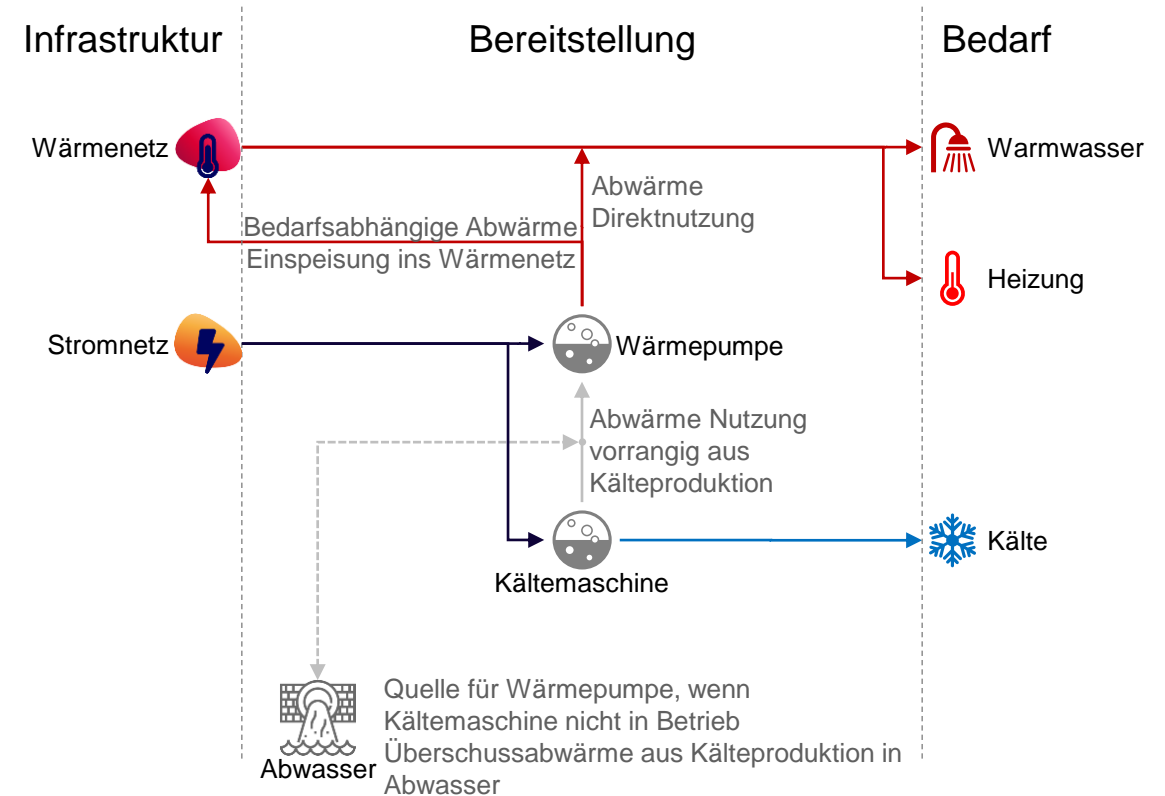 Infrastruktur
Bereitstellung
Bedarf
Wärmenetz
Warmwasser
Abwärme
Direktnutzung
Bedarfsabhängige Abwärme
Einspeisung ins Wärmenetz
Heizung
Stromnetz
Wärmepumpe
Abwärme Nutzung
vorrangig aus
Kälteproduktion
Kälte
Kältemaschine
Quelle für Wärmepumpe, wenn
Kältemaschine nicht in Betrieb
Überschussabwärme aus Kälteproduktion in
Abwasser
Abwasser